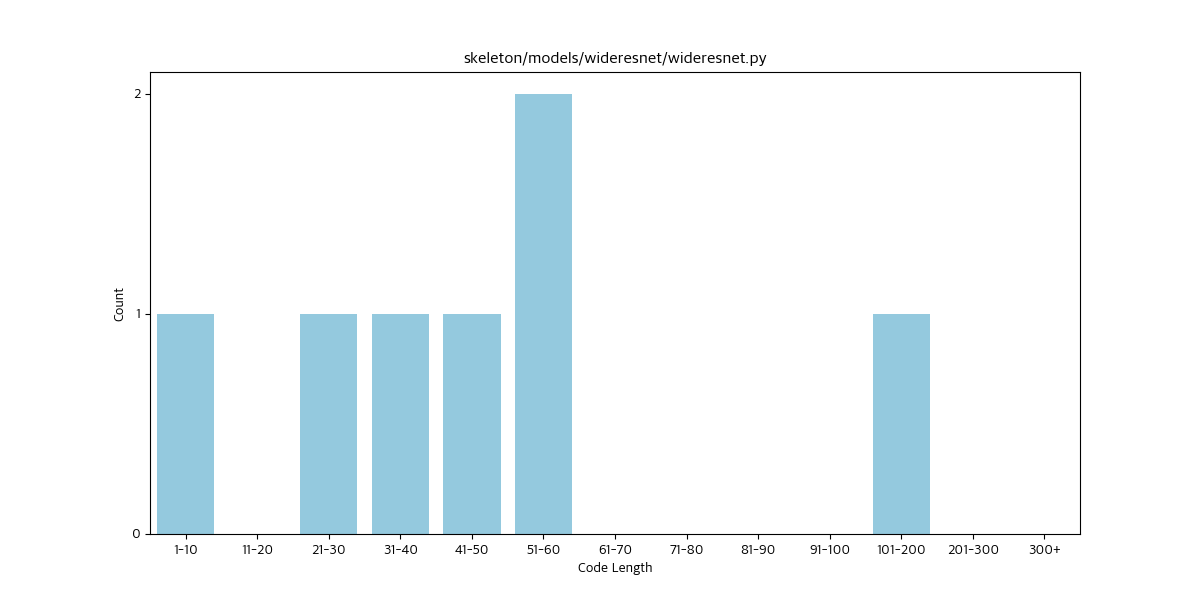 skeleton/models/wideresnet/wideresnet.py
2
1
0
Count
1-10 11-20 21-30 31-40 41-50 51-60 61-70 71-80 81-90 91-100 101-200 201-300 300+
Code Length